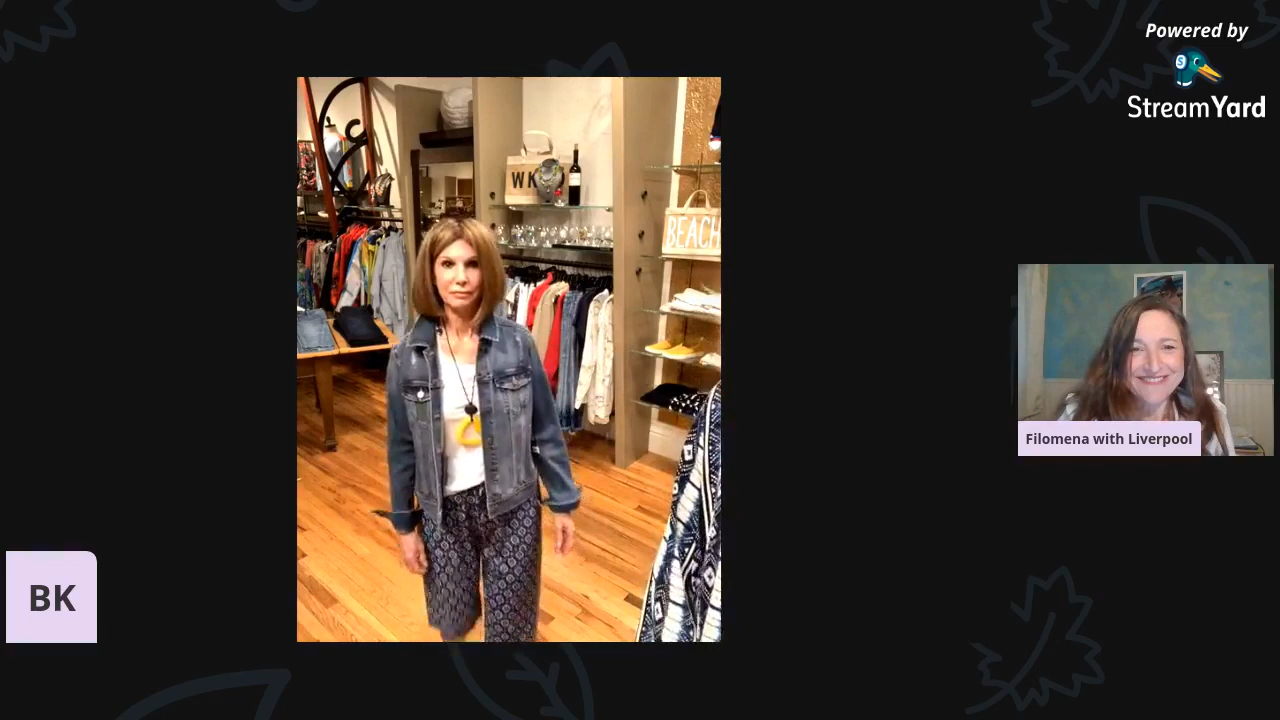 Powered by
StreamYard
WK
BEACH
Filomena with Liverpool
BK